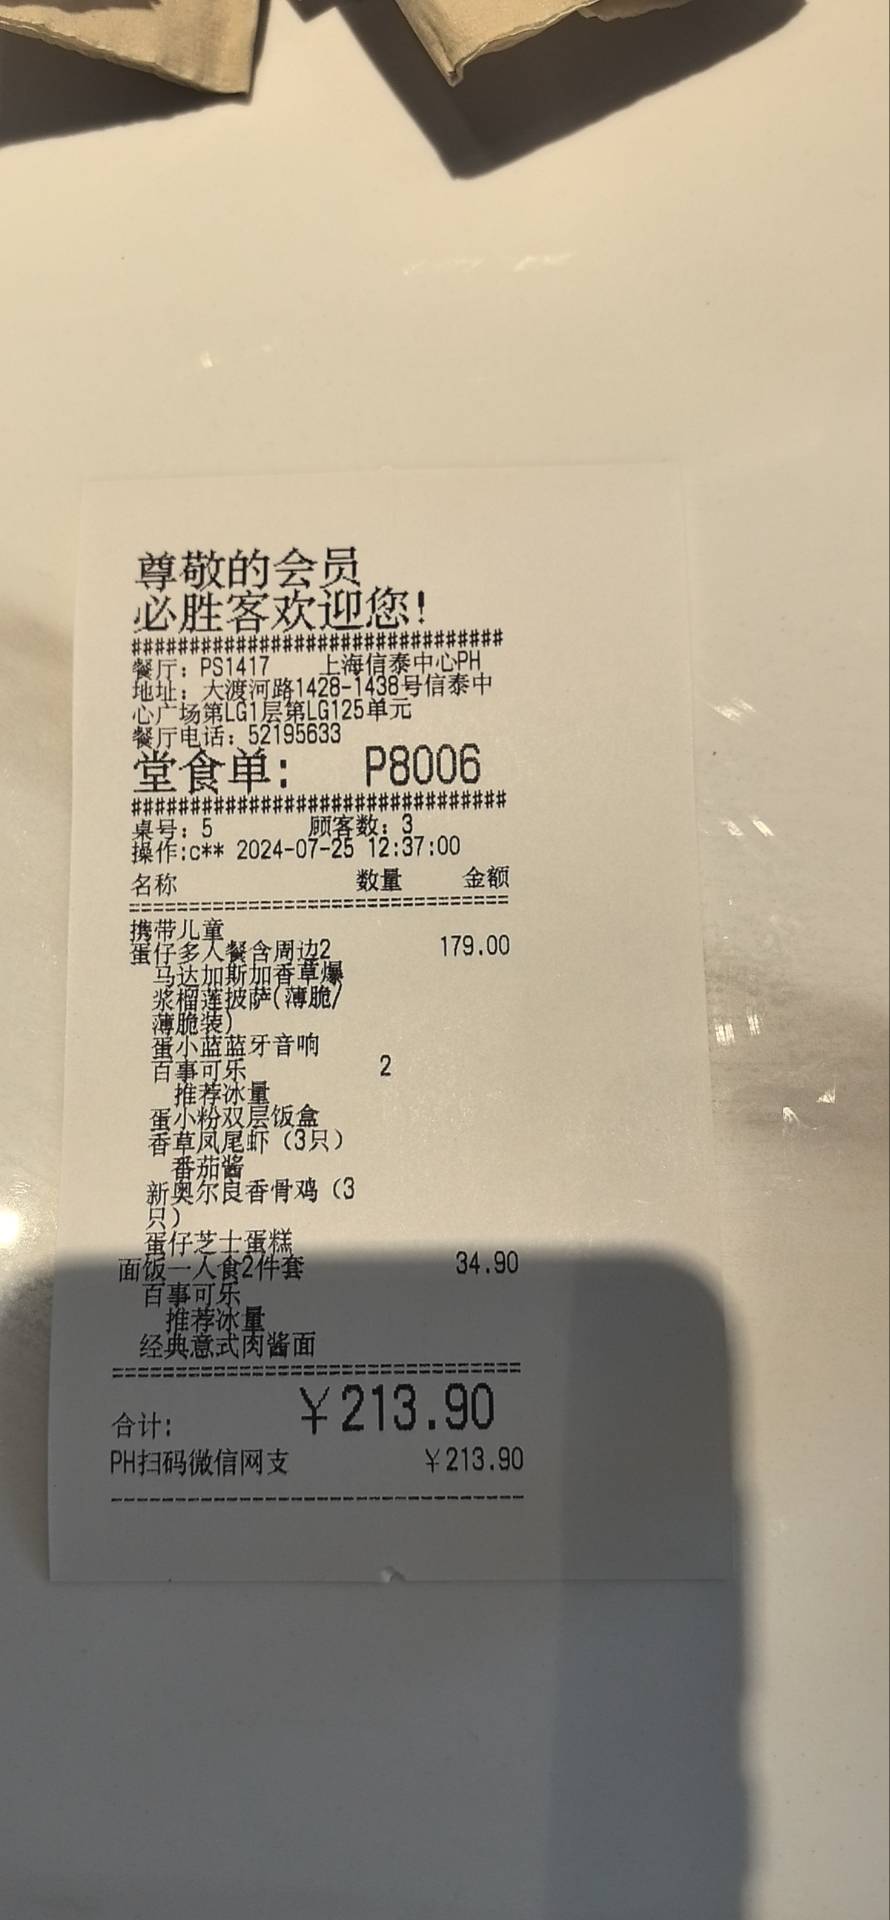 尊敬的会员
必胜客欢迎您!
################################
餐厅: PS1417 上海信泰中心PH
地址: 大渡河路1428-1438号信泰中
心广场第LG1层第LG125单元
餐厅电话: 52195633
堂食单: P8006
################################
桌号: 5 顾客数: 3
操作:c** 2024-07-25 12:37:00
名称 数量 金额
================================
携带儿童
蛋仔多人餐含周边2 179.00
马达加斯加香草爆
浆榴莲披萨(薄脆/
薄脆装)
蛋小蓝蓝牙音响
百事可乐 2
推荐冰量
蛋小粉双层饭盒
香草凤尾虾（3只）
番茄酱
新奥尔良香骨鸡（3
只）
蛋仔芝士蛋糕
面饭一人食2件套 34.90
百事可乐
推荐冰量
经典意式肉酱面
================================
合计: ￥213.90
PH扫码微信网支 ￥213.90
--------------------------------